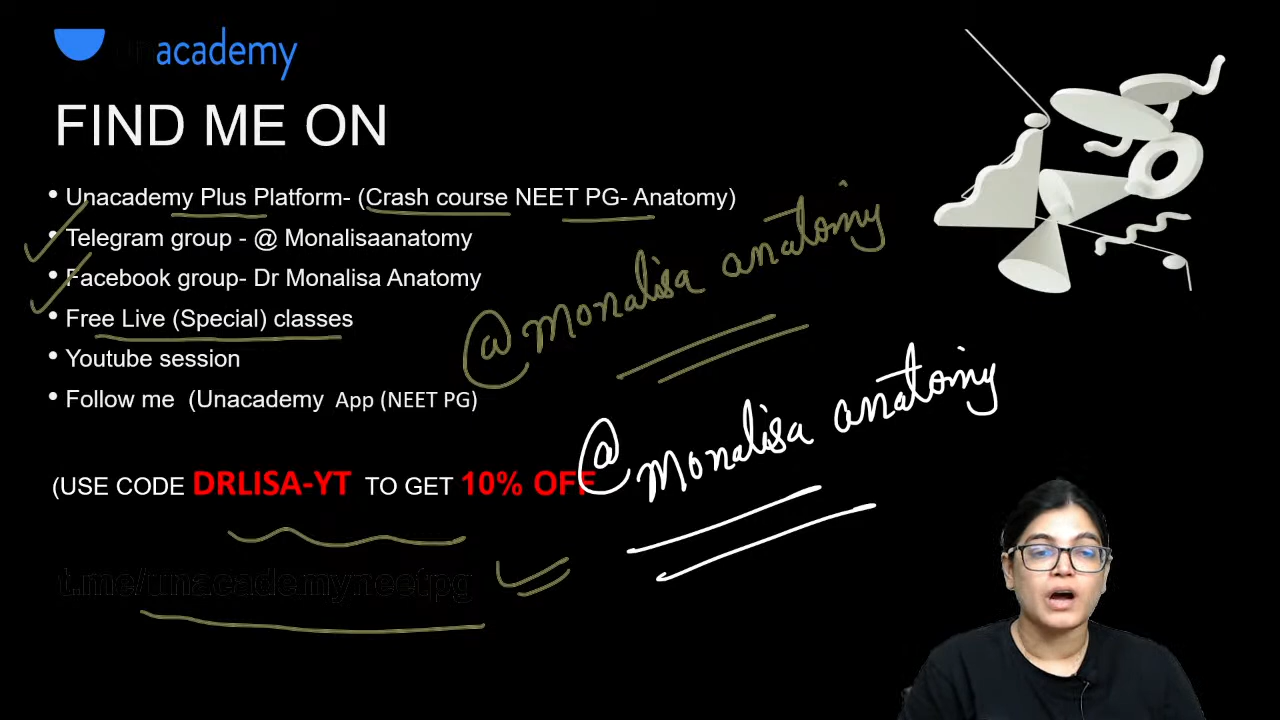 unacademy
FIND ME ON
• Unacademy Plus Platform- (Crash course NEET PG- Anatomy)
• Telegram group - @ Monalisaanatomy
• Facebook group- Dr Monalisa Anatomy
• Free Live (Special) classes
• Youtube session
• Follow me (Unacademy App (NEET PG)
@monalisa anatomy
@monalisa anatomy
(USE CODE DRLISA-YT TO GET 10% OFF
t.me/unacademyneetpg